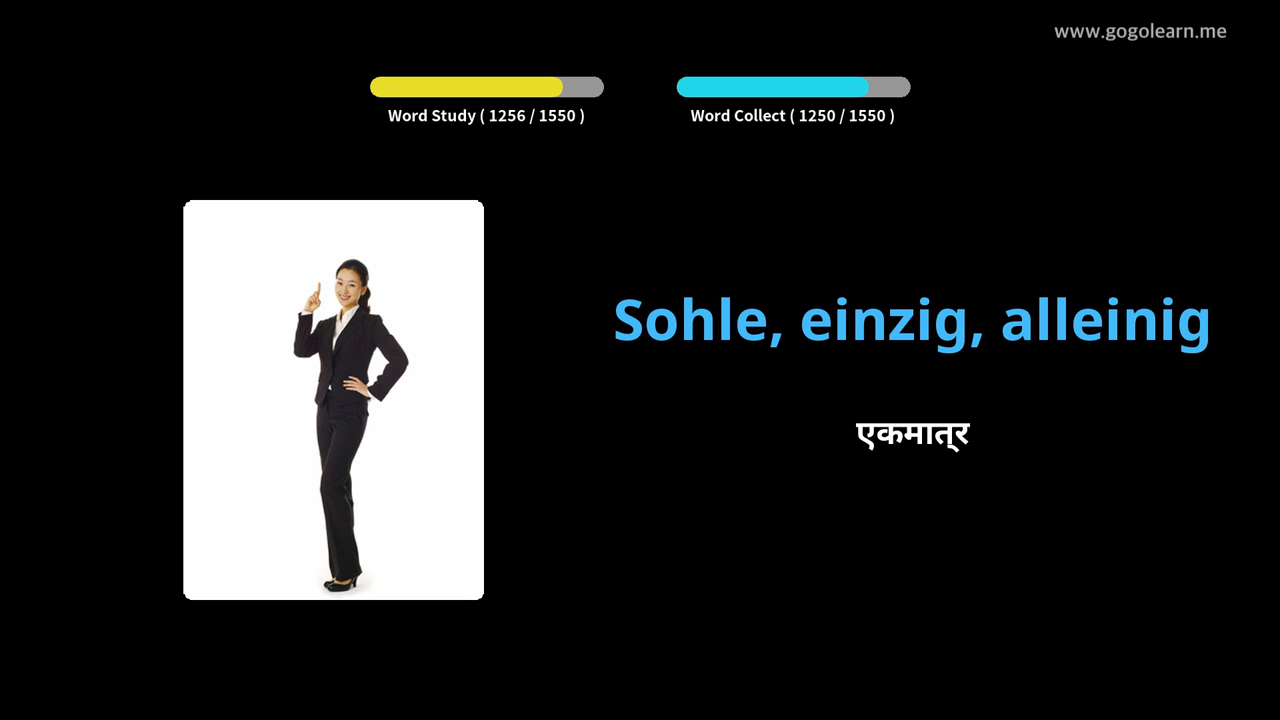 www.gogolearn.me
Word Study ( 1256 / 1550 )
Word Collect ( 1250 / 1550 )
Sohle, einzig, alleinig
एकमात्र